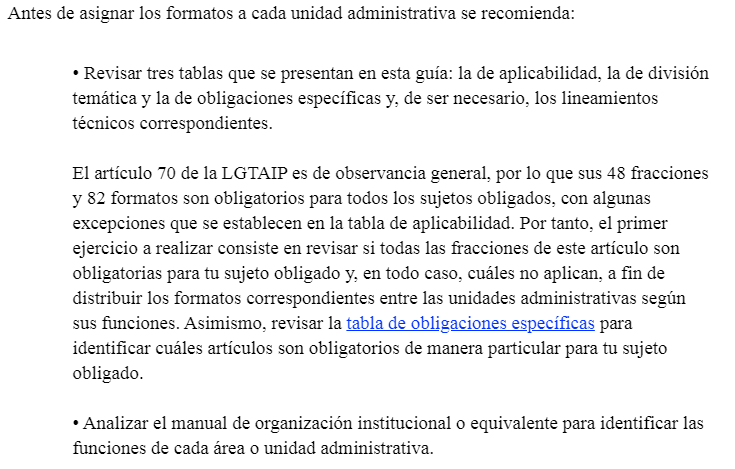 Antes de asignar los formatos a cada unidad administrativa se recomienda:
• Revisar tres tablas que se presentan en esta guía: la de aplicabilidad, la de división
temática y la de obligaciones específicas y, de ser necesario, los lineamientos
técnicos correspondientes.
El artículo 70 de la LGTAIP es de observancia general, por lo que sus 48 fracciones
y 82 formatos son obligatorios para todos los sujetos obligados, con algunas
excepciones que se establecen en la tabla de aplicabilidad. Por tanto, el primer
ejercicio a realizar consiste en revisar si todas las fracciones de este artículo son
obligatorias para tu sujeto obligado y, en todo caso, cuáles no aplican, a fin de
distribuir los formatos correspondientes entre las unidades administrativas según
sus funciones. Asimismo, revisar la tabla de obligaciones específicas para
identificar cuáles artículos son obligatorios de manera particular para tu sujeto
obligado.
• Analizar el manual de organización institucional o equivalente para identificar las
funciones de cada área o unidad administrativa.